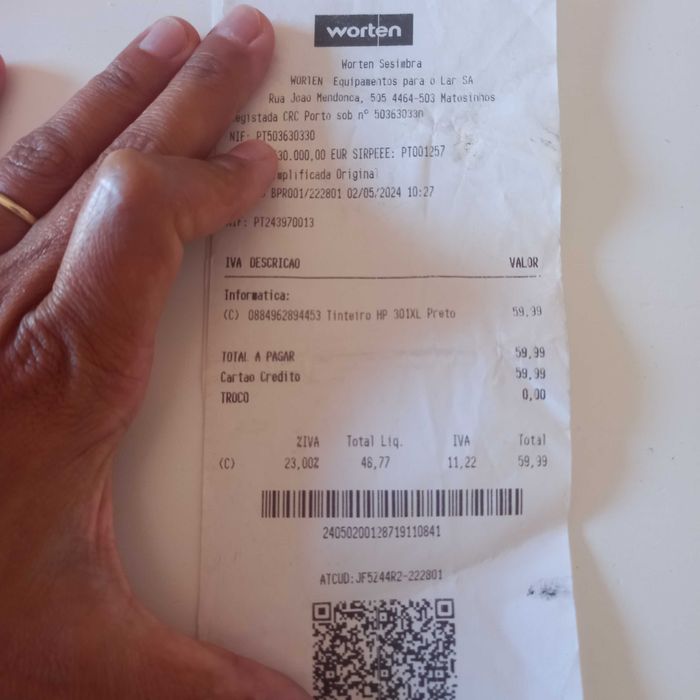 worten
Worten Sesimbra
WORTEN Equipamentos para o Lar SA
Rua Joao Mendonca, 505 4464-503 Matosinhos
egistada CRC Porto sob nº 503630330
NIF: PT503630330
30.000,00 EUR SIRPEEE: PT001257
mplificada Original
BPR001/222801 02/05/2024 10:27
NIF: PT243970013
IVA DESCRICAO VALOR
Informatica:
(C) 0884962894453 Tinteiro HP 301XL Preto 59,99
TOTAL A PAGAR 59,99
Cartao Credito 59,99
TROCO 0,00
%IVA Total Liq. IVA Total
(C) 23,00% 48,77 11,22 59,99
24050200128719110841
ATCUD:JF5244R2-222801